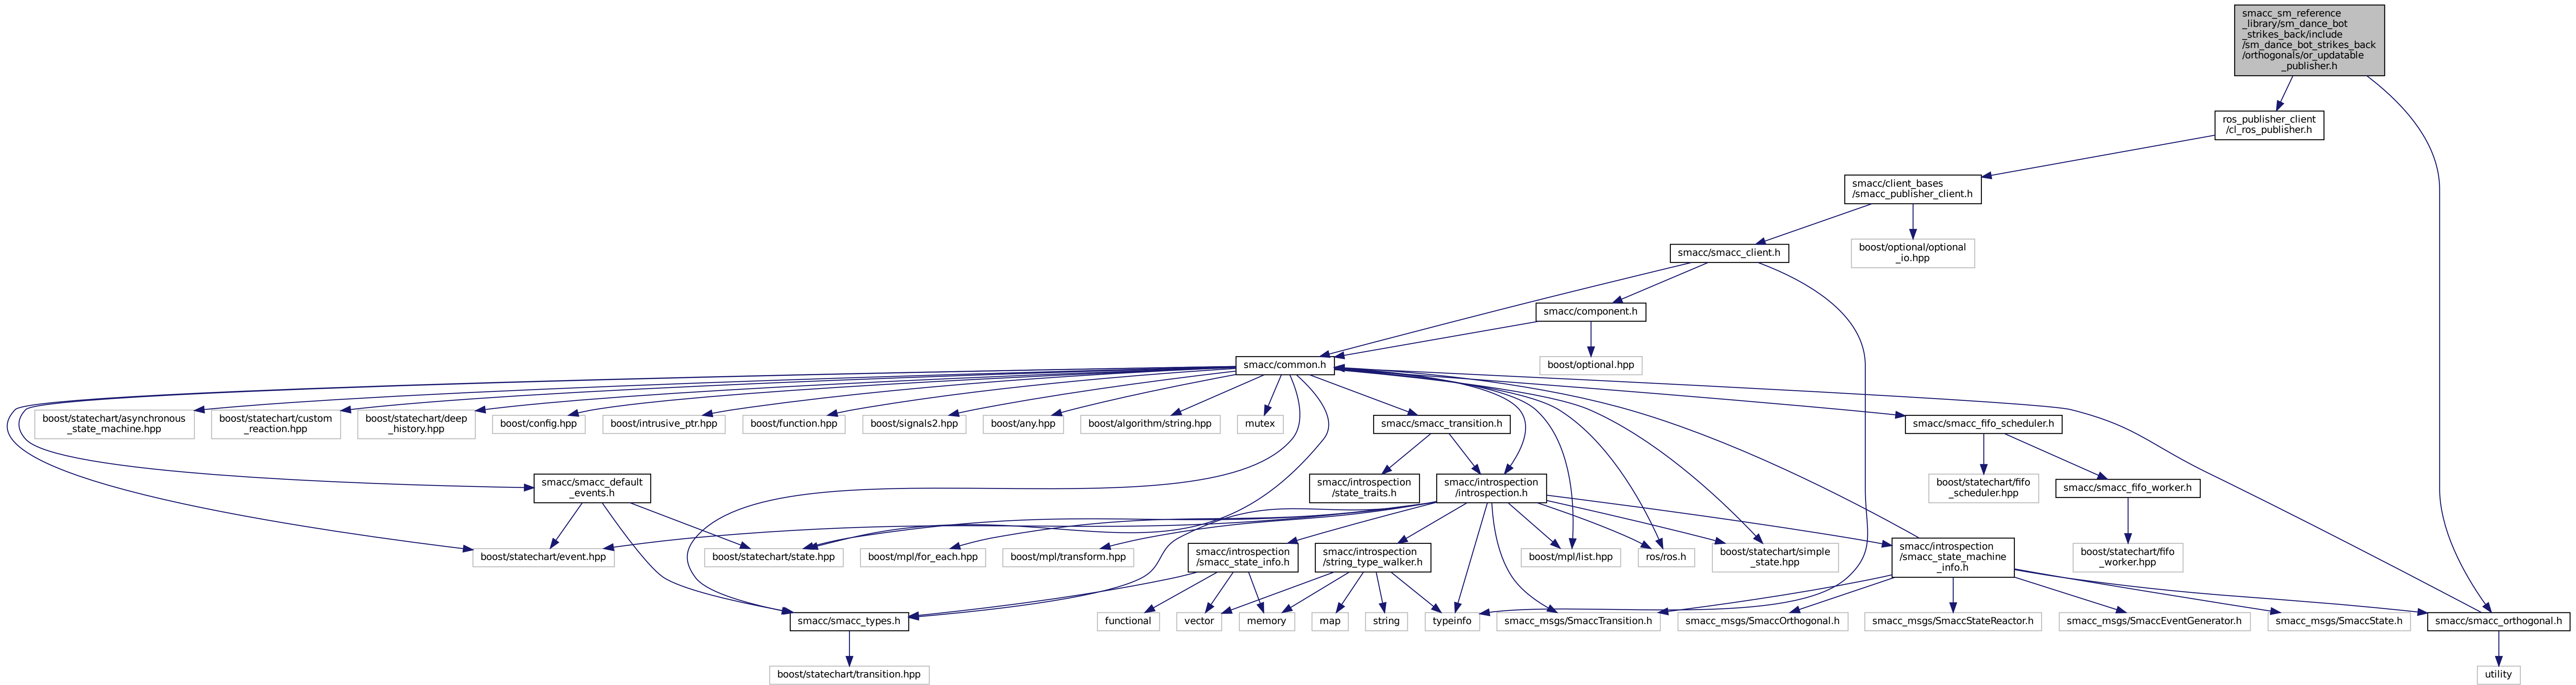 smacc_sm_reference
_library/sm_dance_bot
_strikes_back/include
/sm_dance_bot_strikes_back
/orthogonals/or_updatable
_publisher.h
ros_publisher_client
/cl_ros_publisher.h
smacc/client_bases
/smacc_publisher_client.h
smacc/smacc_client.h
boost/optional/optional
_io.hpp
smacc/component.h
smacc/common.h
boost/optional.hpp
boost/statechart/asynchronous
_state_machine.hpp
boost/statechart/custom
_reaction.hpp
boost/statechart/deep
_history.hpp
boost/config.hpp
boost/intrusive_ptr.hpp
boost/function.hpp
boost/signals2.hpp
boost/any.hpp
boost/algorithm/string.hpp
mutex
smacc/smacc_transition.h
smacc/smacc_fifo_scheduler.h
smacc/smacc_default
_events.h
smacc/introspection
/state_traits.h
smacc/introspection
/introspection.h
boost/statechart/fifo
_scheduler.hpp
smacc/smacc_fifo_worker.h
boost/statechart/event.hpp
boost/statechart/state.hpp
boost/mpl/for_each.hpp
boost/mpl/transform.hpp
smacc/introspection
/smacc_state_info.h
smacc/introspection
/string_type_walker.h
boost/mpl/list.hpp
ros/ros.h
boost/statechart/simple
_state.hpp
smacc/introspection
/smacc_state_machine
_info.h
boost/statechart/fifo
_worker.hpp
smacc/smacc_types.h
functional
vector
memory
map
string
typeinfo
smacc_msgs/SmaccTransition.h
smacc_msgs/SmaccOrthogonal.h
smacc_msgs/SmaccStateReactor.h
smacc_msgs/SmaccEventGenerator.h
smacc_msgs/SmaccState.h
smacc/smacc_orthogonal.h
boost/statechart/transition.hpp
utility